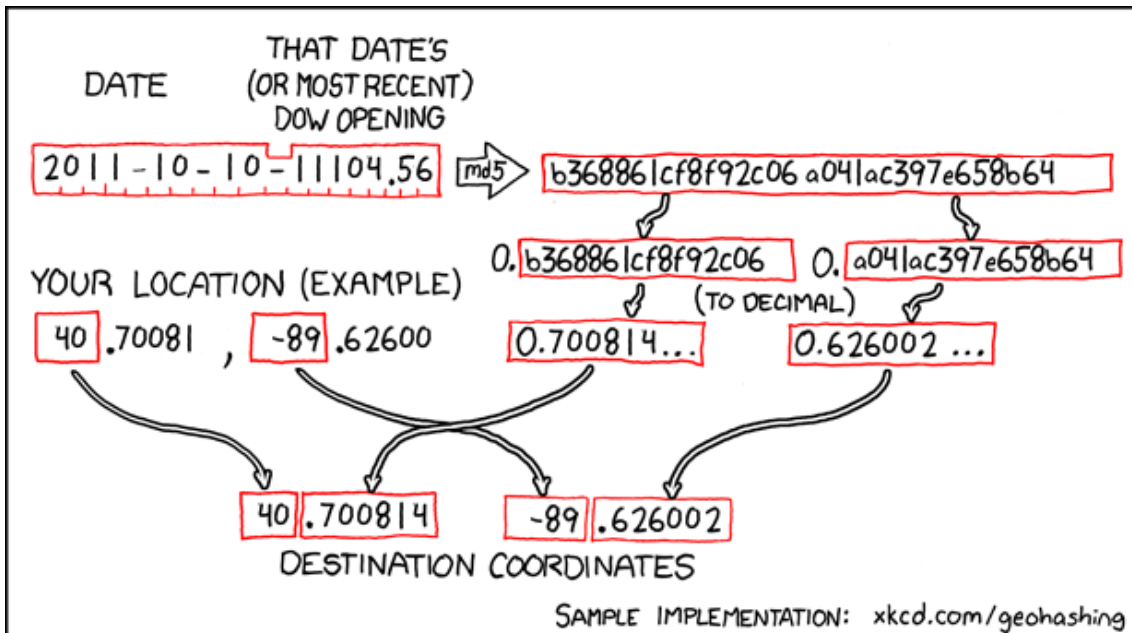 DATE
THAT DATE'S
(OR MOST RECENT)
DOW OPENING
2011-10-10-11104.56
md5
b368861cf8f92c06a041ac397e658b64
0.b368861cf8f92c06
0.a041ac397e658b64
YOUR LOCATION (EXAMPLE)
(TO DECIMAL)
40.70081, -89.62600
0.700814...
0.626002...
40.700814
-89.626002
DESTINATION COORDINATES
SAMPLE IMPLEMENTATION: xkcd.com/geohashing